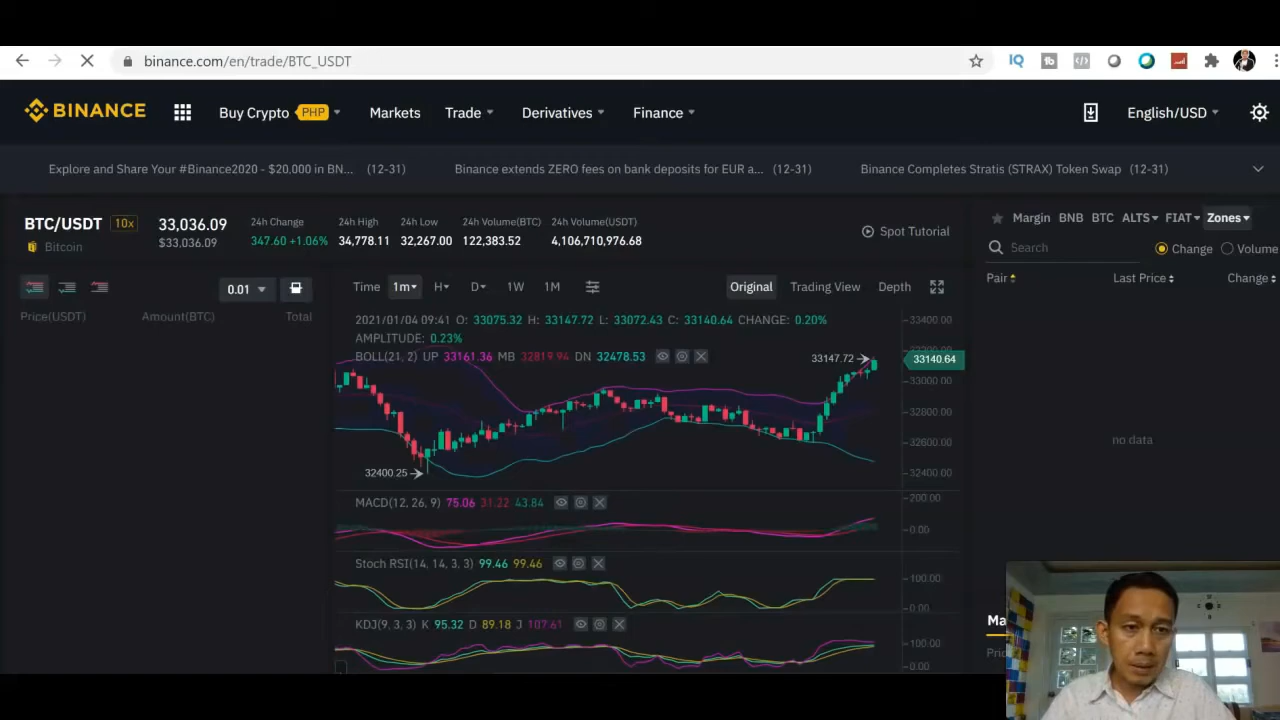 binance.com/en/trade/BTC_USDT
IQ
BINANCE
Buy Crypto PHP
Markets
Trade
Derivatives
Finance
English/USD
Explore and Share Your #Binance2020 - $20,000 in BN... (12-31)
Binance extends ZERO fees on bank deposits for EUR a... (12-31)
Binance Completes Stratis (STRAX) Token Swap (12-31)
BTC/USDT 10x
Bitcoin
33,036.09
$33,036.09
24h Change
347.60 +1.06%
24h High
34,778.11
24h Low
32,267.00
24h Volume(BTC)
122,383.52
24h Volume(USDT)
4,106,710,976.68
Spot Tutorial
Margin BNB BTC ALTS FIAT Zones
Search
Change Volume
Pair Last Price Change
no data
0.01
Price(USDT) Amount(BTC) Total
Time 1m H D 1W 1M
Original Trading View Depth
2021/01/04 09:41 O: 33075.32 H: 33147.72 L: 33072.43 C: 33140.64 CHANGE: 0.20%
AMPLITUDE: 0.23%
BOLL(21, 2) UP 33161.36 MB 32819.94 DN 32478.53
33147.72
32400.25
33400.00
33140.64
33000.00
32800.00
32600.00
32400.00
MACD(12, 26, 9) 75.06 31.22 43.84
200.00
0.00
Stoch RSI(14, 14, 3, 3) 99.46 99.46
100.00
0.00
KDJ(9, 3, 3) K 95.32 D 89.18 J 107.61
100.00
0.00